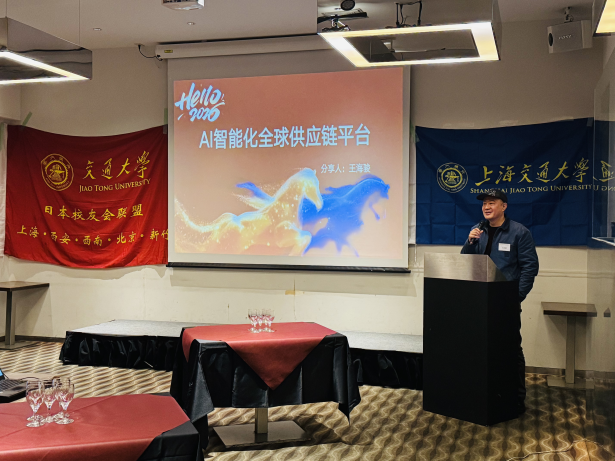 Hello
2026
AI智能化全球供应链平台
分享人：王海
交通大學
JIAO TONG UNIVERSITY
日本校友会联盟
上海·西安·西南·北京·新竹
上海交通大學
SHANGHAI JIAO TONG UNIVERSITY